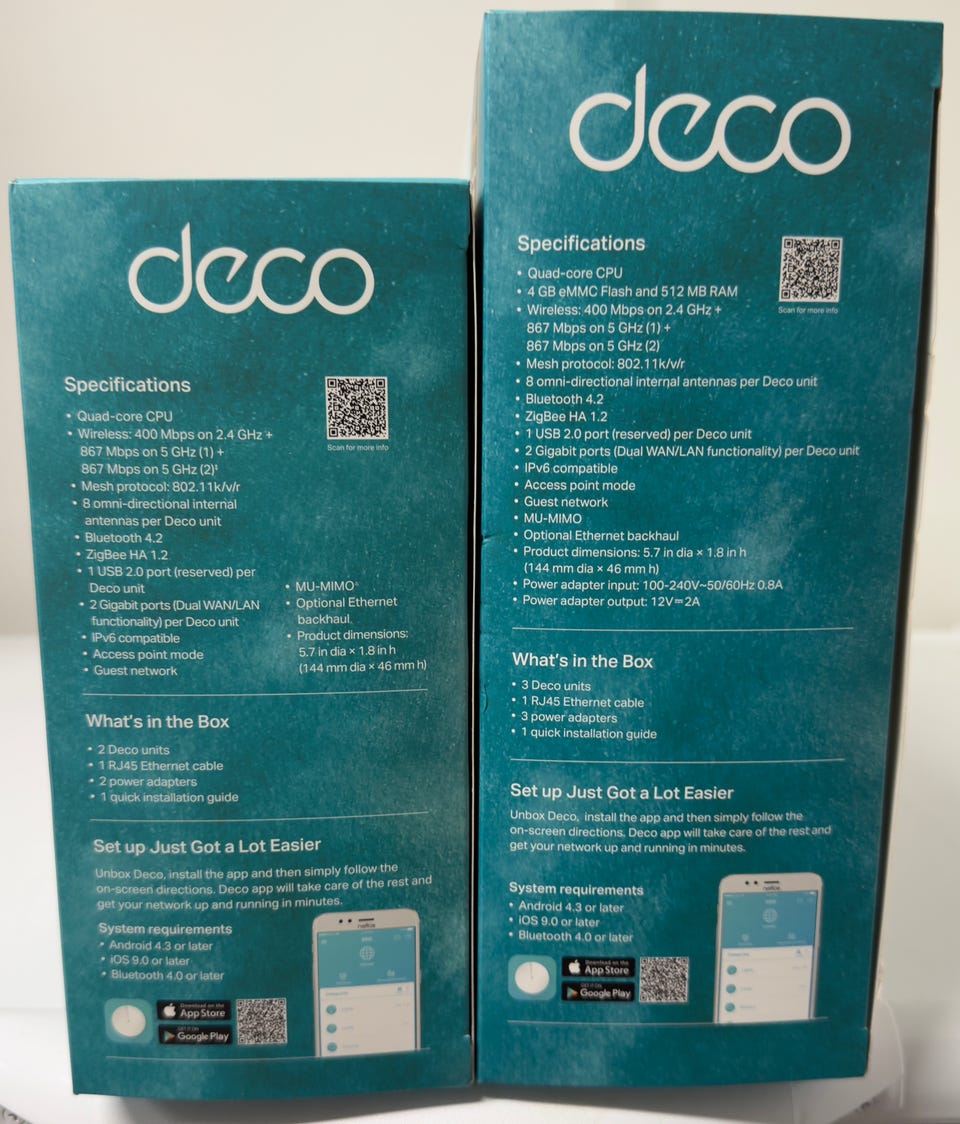 deco
Specifications
• Quad-core CPU
• Wireless: 400 Mbps on 2.4 GHz +
867 Mbps on 5 GHz (1) +
867 Mbps on 5 GHz (2)‡
• Mesh protocol: 802.11k/v/r
• 8 omni-directional internal
antennas per Deco unit
• Bluetooth 4.2
• ZigBee HA 1.2
• 1 USB 2.0 port (reserved) per
Deco unit
• 2 Gigabit ports (Dual WAN/LAN
functionality) per Deco unit
• IPv6 compatible
• Access point mode
• Guest network
Scan for more info
• MU-MIMO
• Optional Ethernet
backhaul
• Product dimensions:
5.7 in dia × 1.8 in h
(144 mm dia × 46 mm h)
What's in the Box
• 2 Deco units
• 1 RJ45 Ethernet cable
• 2 power adapters
• 1 quick installation guide
Set up Just Got a Lot Easier
Unbox Deco, install the app and then simply follow the
on-screen directions. Deco app will take care of the rest and
get your network up and running in minutes.
System requirements
• Android 4.3 or later
• iOS 9.0 or later
• Bluetooth 4.0 or later
Download on the
App Store
GET IT ON
Google Play
neffos
deco
Specifications
• Quad-core CPU
• 4 GB eMMC Flash and 512 MB RAM
• Wireless: 400 Mbps on 2.4 GHz +
867 Mbps on 5 GHz (1) +
867 Mbps on 5 GHz (2)
• Mesh protocol: 802.11k/v/r
• 8 omni-directional internal antennas per Deco unit
• Bluetooth 4.2
• ZigBee HA 1.2
• 1 USB 2.0 port (reserved) per Deco unit
• 2 Gigabit ports (Dual WAN/LAN functionality) per Deco unit
• IPv6 compatible
• Access point mode
• Guest network
• MU-MIMO
• Optional Ethernet backhaul
• Product dimensions: 5.7 in dia × 1.8 in h
(144 mm dia × 46 mm h)
• Power adapter input: 100-240V~50/60Hz 0.8A
• Power adapter output: 12V⎓2A
Scan for more info
What's in the Box
• 3 Deco units
• 1 RJ45 Ethernet cable
• 3 power adapters
• 1 quick installation guide
Set up Just Got a Lot Easier
Unbox Deco, install the app and then simply follow the
on-screen directions. Deco app will take care of the rest and
get your network up and running in minutes.
System requirements
• Android 4.3 or later
• iOS 9.0 or later
• Bluetooth 4.0 or later
Download on the
App Store
GET IT ON
Google Play
neffos